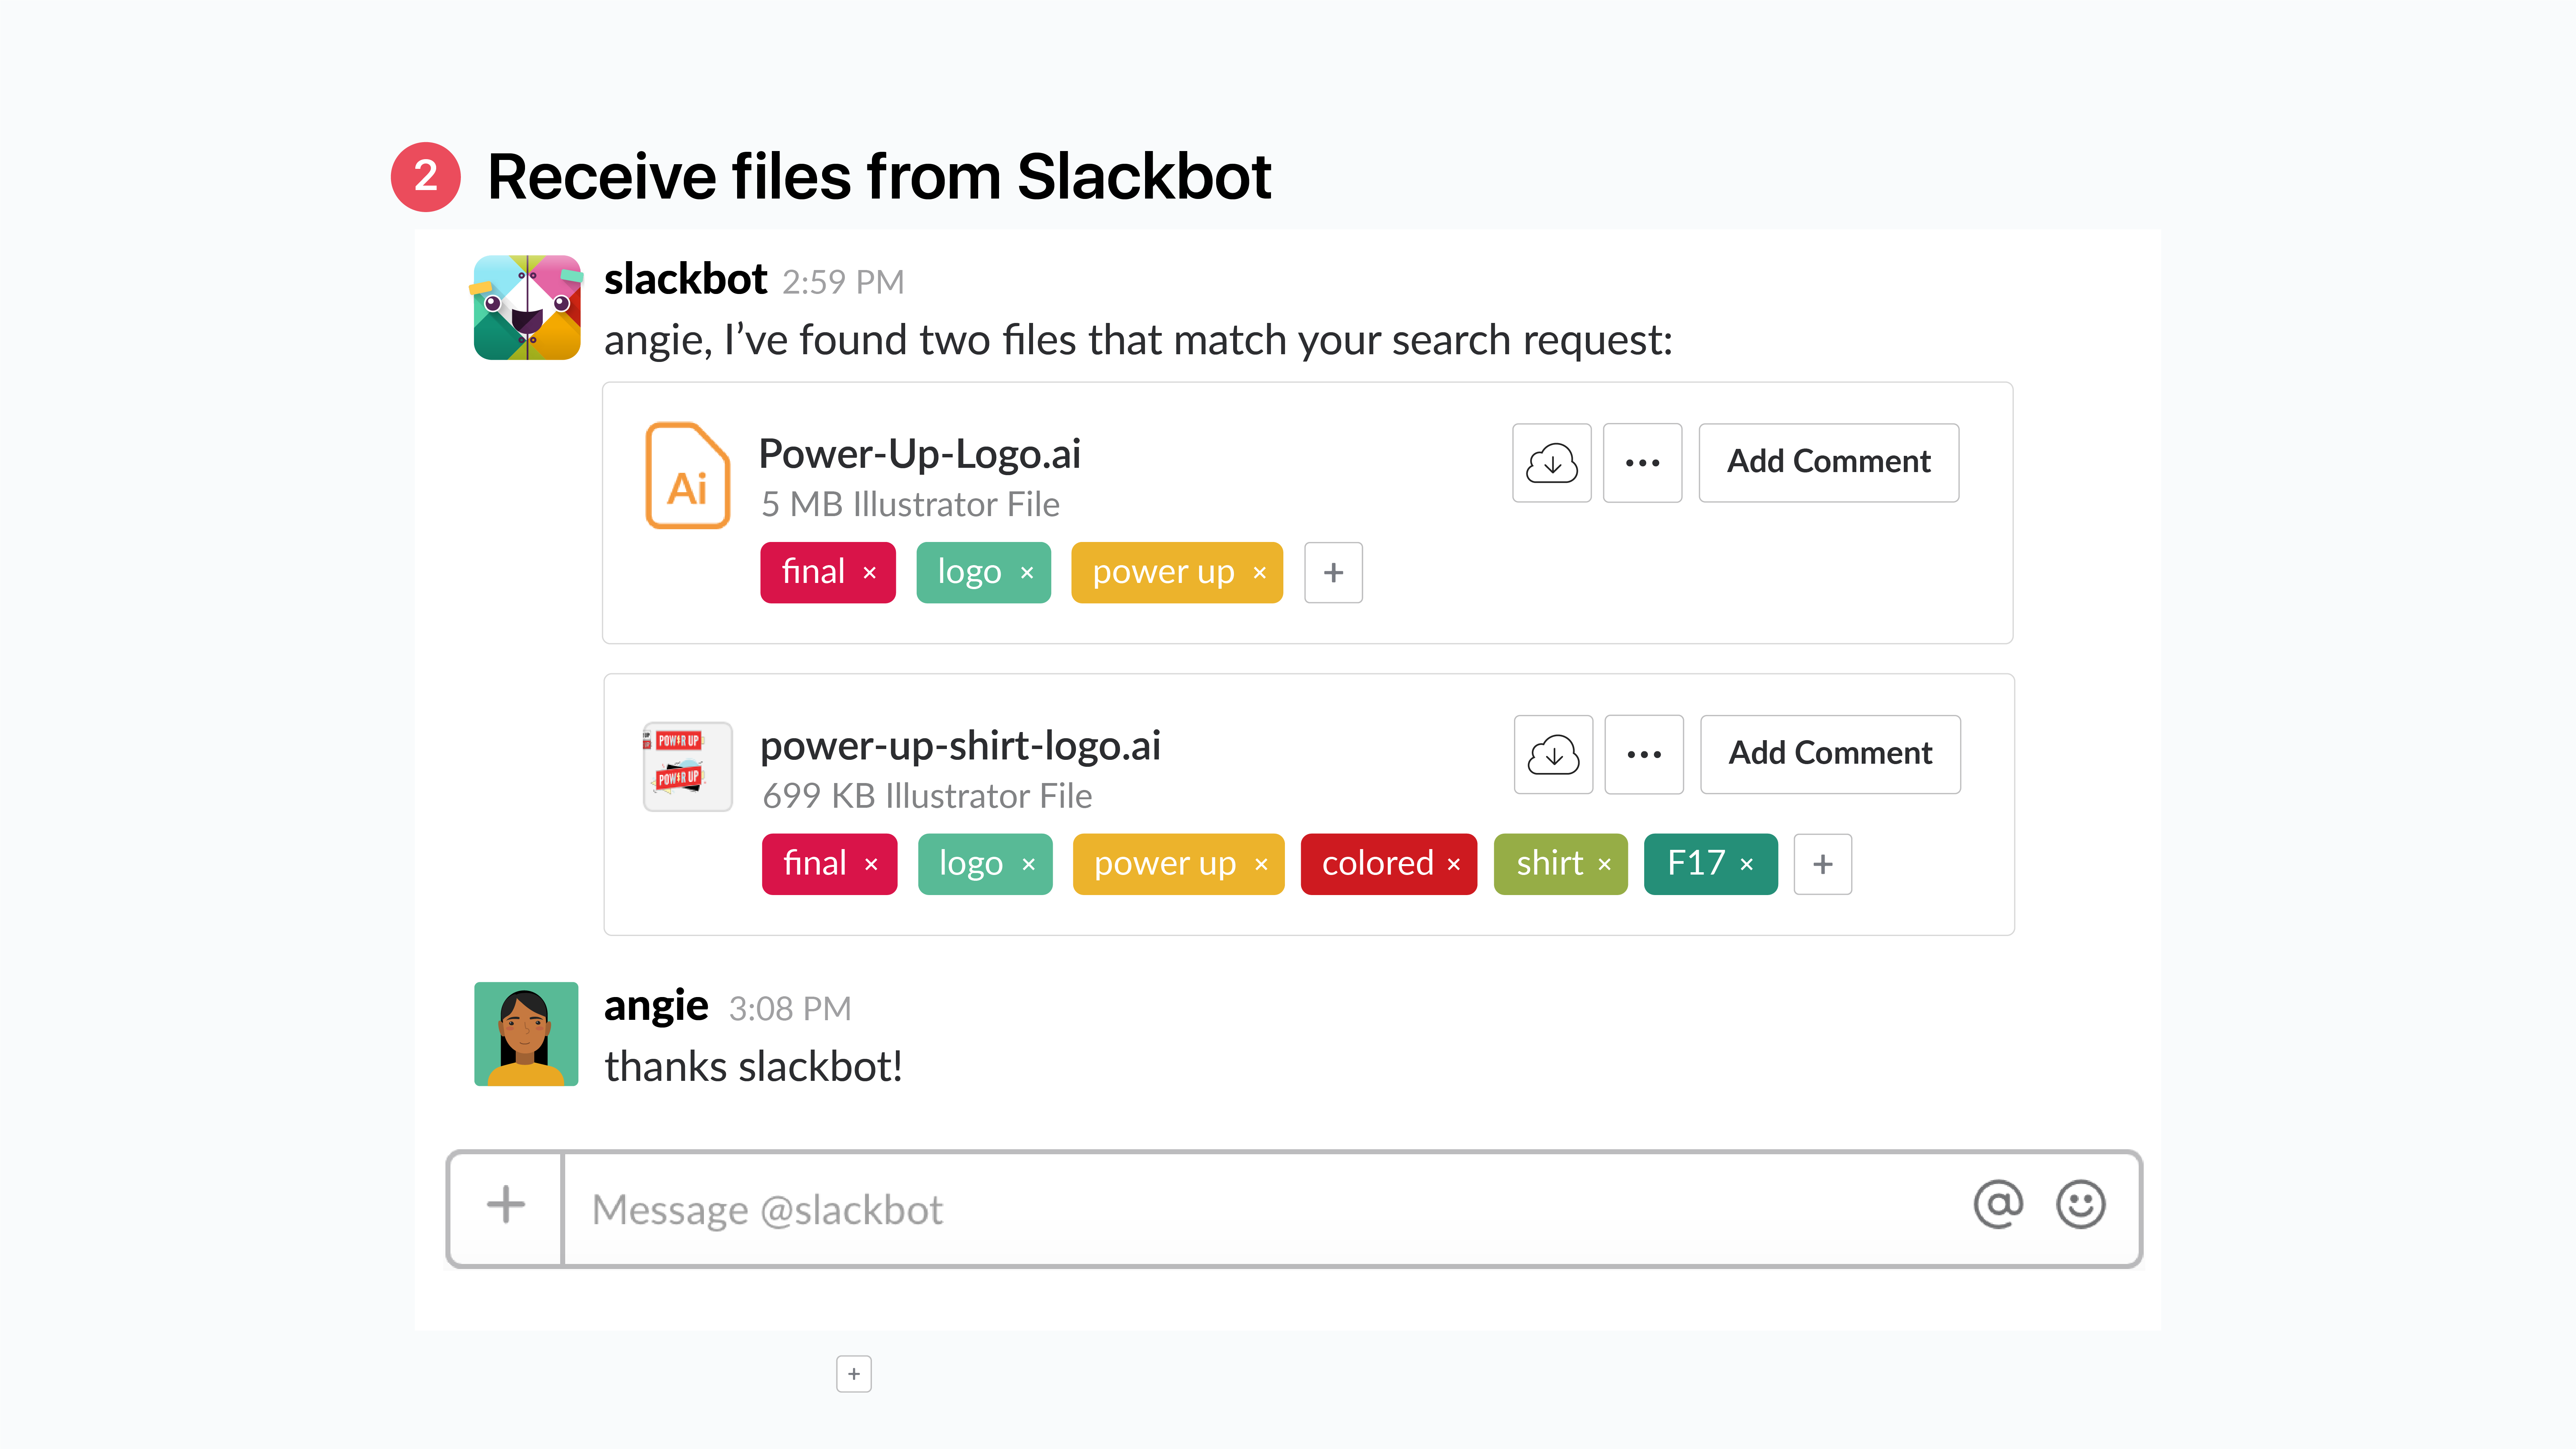 2 Receive files from Slackbot
slackbot 2:59 PM
angie, I’ve found two files that match your search request:
Ai
Power-Up-Logo.ai
5 MB Illustrator File
Add Comment
final × logo × power up × +
POWER UP
POWER UP
power-up-shirt-logo.ai
699 KB Illustrator File
Add Comment
final × logo × power up × colored × shirt × F17 × +
angie 3:08 PM
thanks slackbot!
+ Message @slackbot @
+